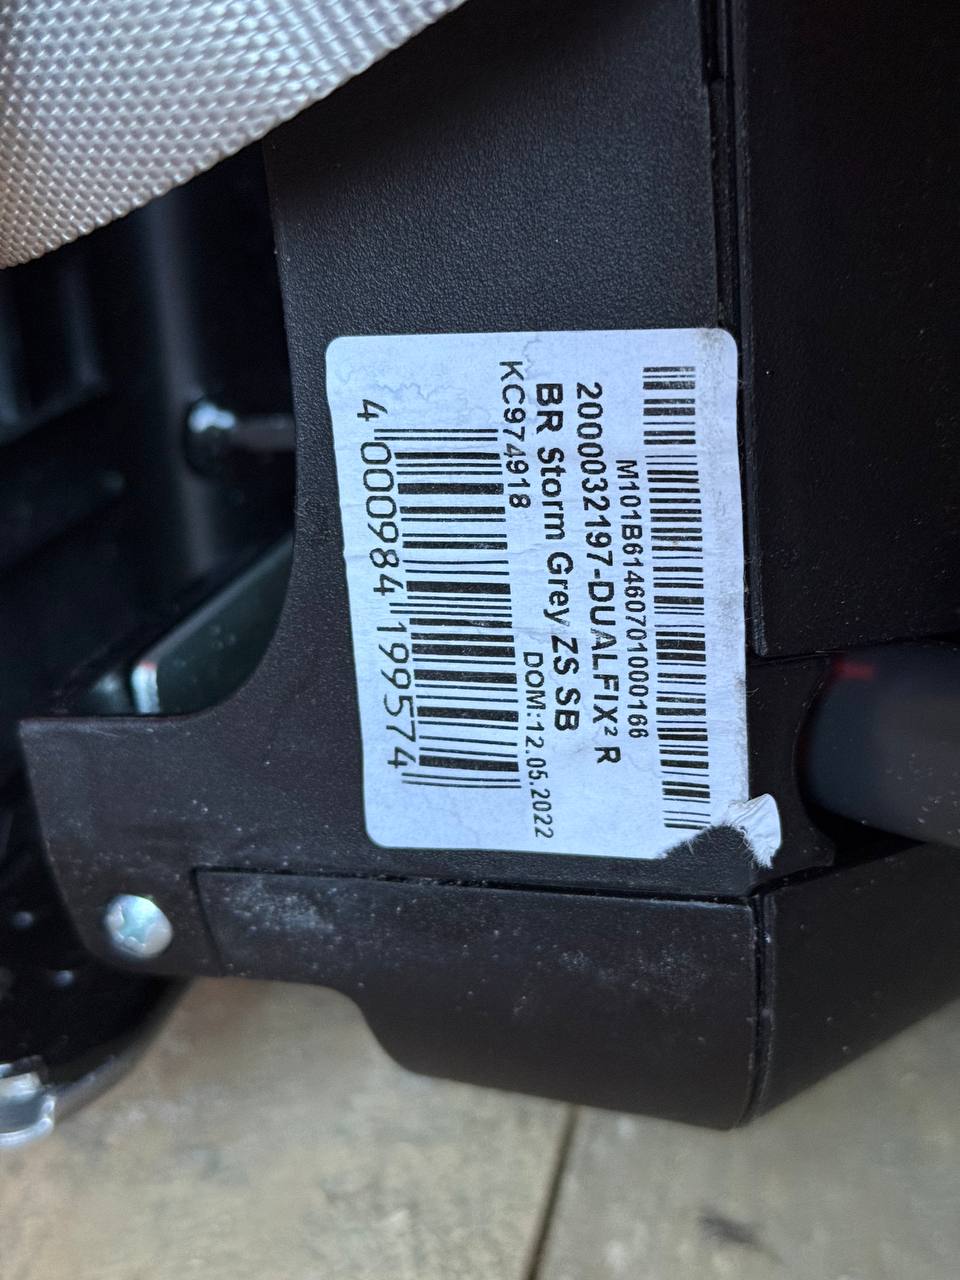 M101B61460701000166
2000032197-DUALFIX² R
BR Storm Grey ZS SB
KC974918
DOM:12.05.2022
4 000984 199574